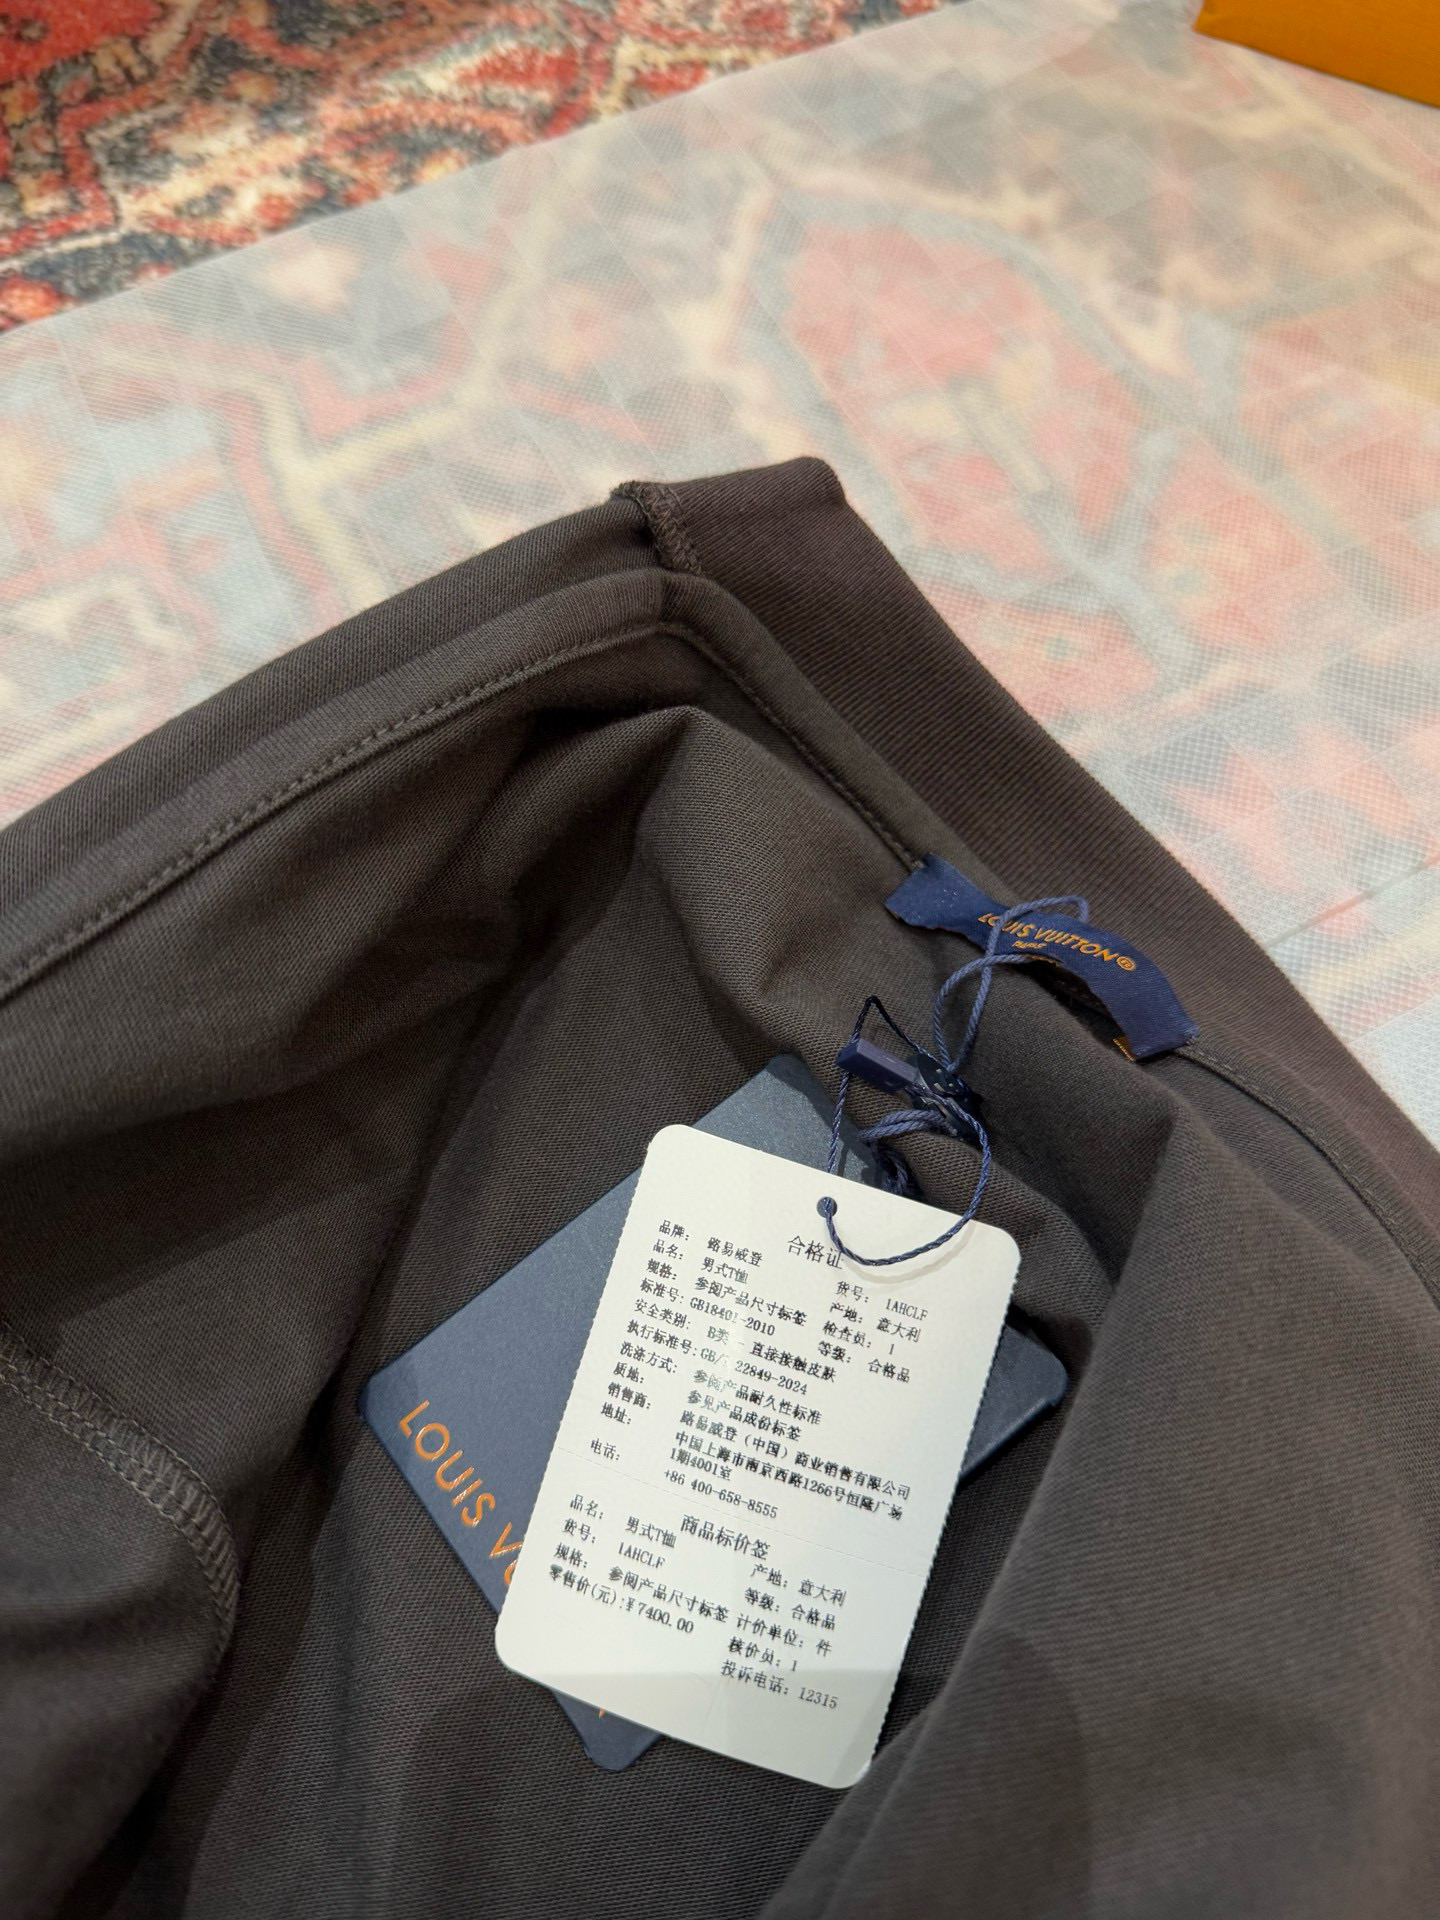 LOUIS VUITTON®
PARIS
合格证
品牌： 路易威登 货号： 1AHCLF
品名： 男式T恤 产地： 意大利
规格： 参阅产品尺寸标签 检查员： 1
标准号: GB18401-2010 等级： 合格品
安全类别： B类 - 直接接触皮肤
执行标准号: GB/T 22849-2024
洗涤方式： 参阅产品耐久性标准
质地： 参见产品成份标签
销售商： 路易威登（中国）商业销售有限公司
地址： 中国上海市南京西路1266号恒隆广场
1期4001室
电话： +86 400-658-8555
商品标价签
品名： 男式T恤 产地： 意大利
货号： 1AHCLF 等级： 合格品
规格： 参阅产品尺寸标签 计价单位： 件
零售价(元):¥7400.00 核价员： 1
投诉电话： 12315
LOUIS